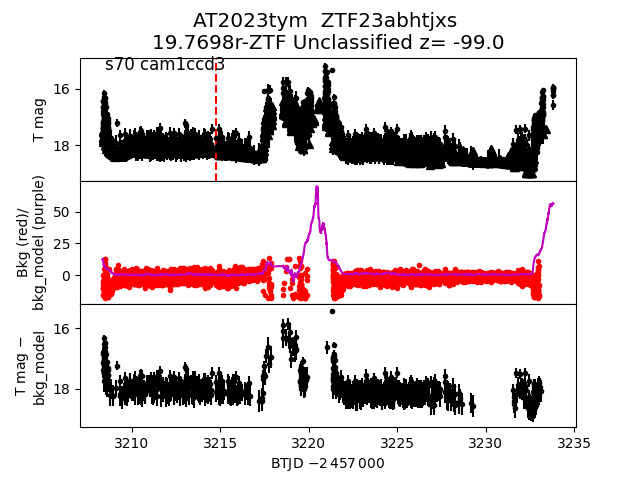 AT2023tym  ZTF23abhtjxs
19.7698r-ZTF Unclassified z= -99.0
s70 cam1ccd3
T mag
16
18
Bkg (red)/
bkg_model (purple)
50
25
0
T mag −
bkg_model
16
18
3210 3215 3220 3225 3230 3235
BTJD −2 457 000